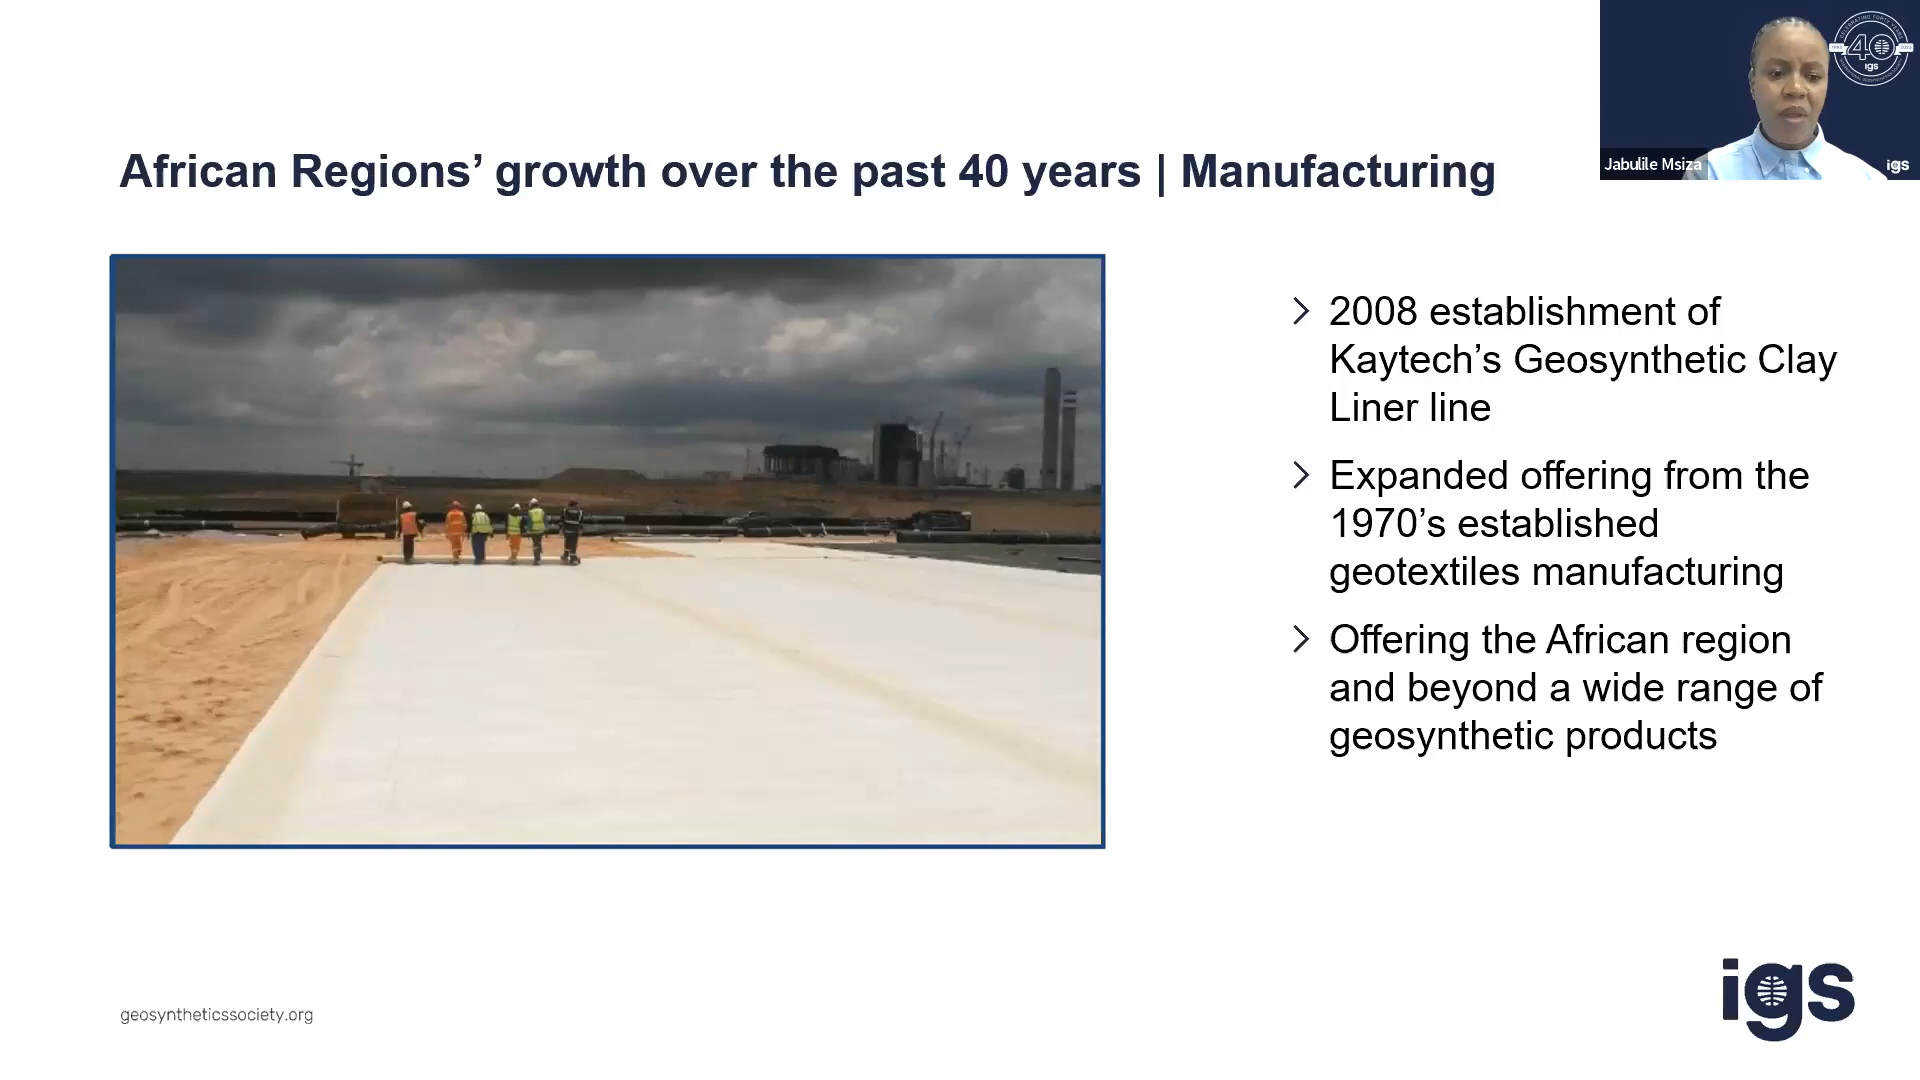 African Regions’ growth over the past 40 years | Manufacturing
40
igs
Jabulile Msiza
igs
2008 establishment of
Kaytech’s Geosynthetic Clay
Liner line
Expanded offering from the
1970’s established
geotextiles manufacturing
Offering the African region
and beyond a wide range of
geosynthetic products
geosyntheticssociety.org
igs